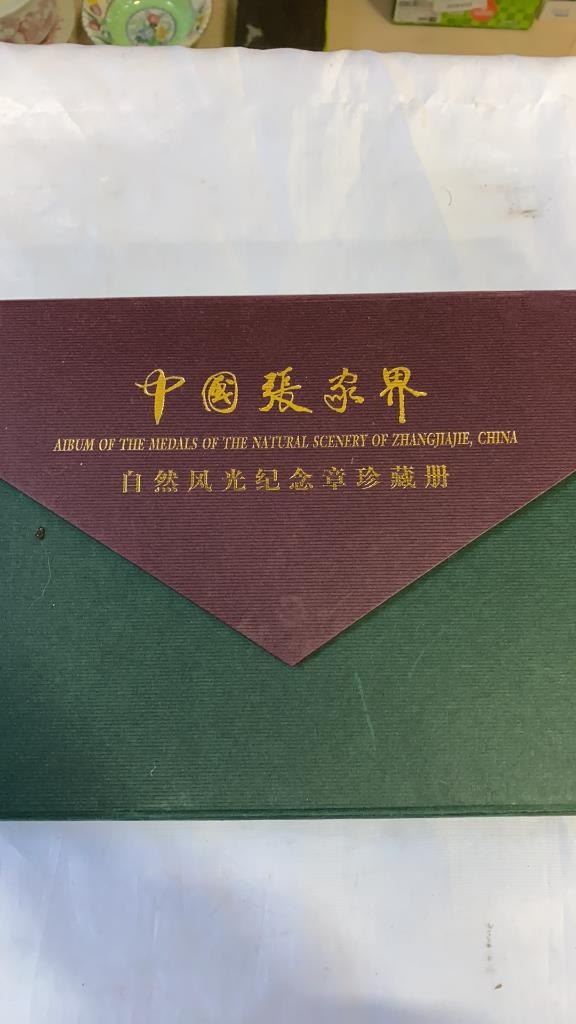 中國張家界
AIBUM OF THE MEDALS OF THE NATURAL SCENERY OF ZHANGJIAJIE, CHINA
自然风光纪念章珍藏册